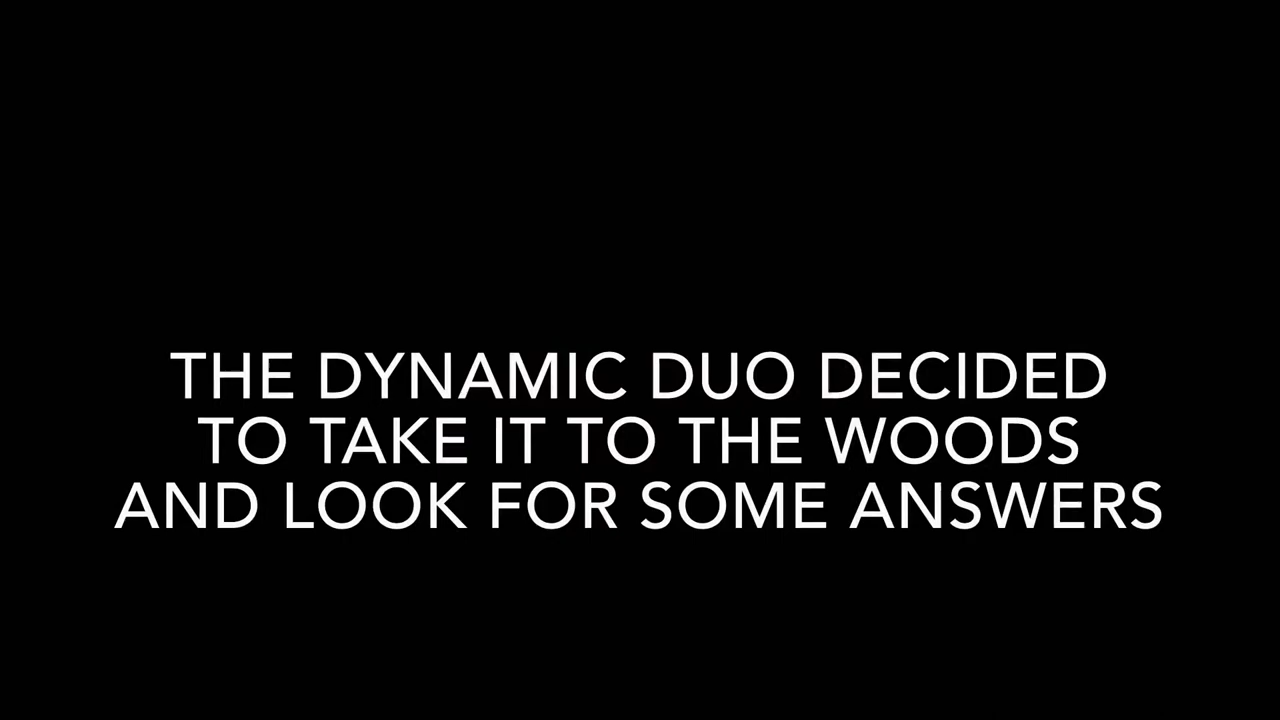 THE DYNAMIC DUO DECIDED
TO TAKE IT TO THE WOODS
AND LOOK FOR SOME ANSWERS